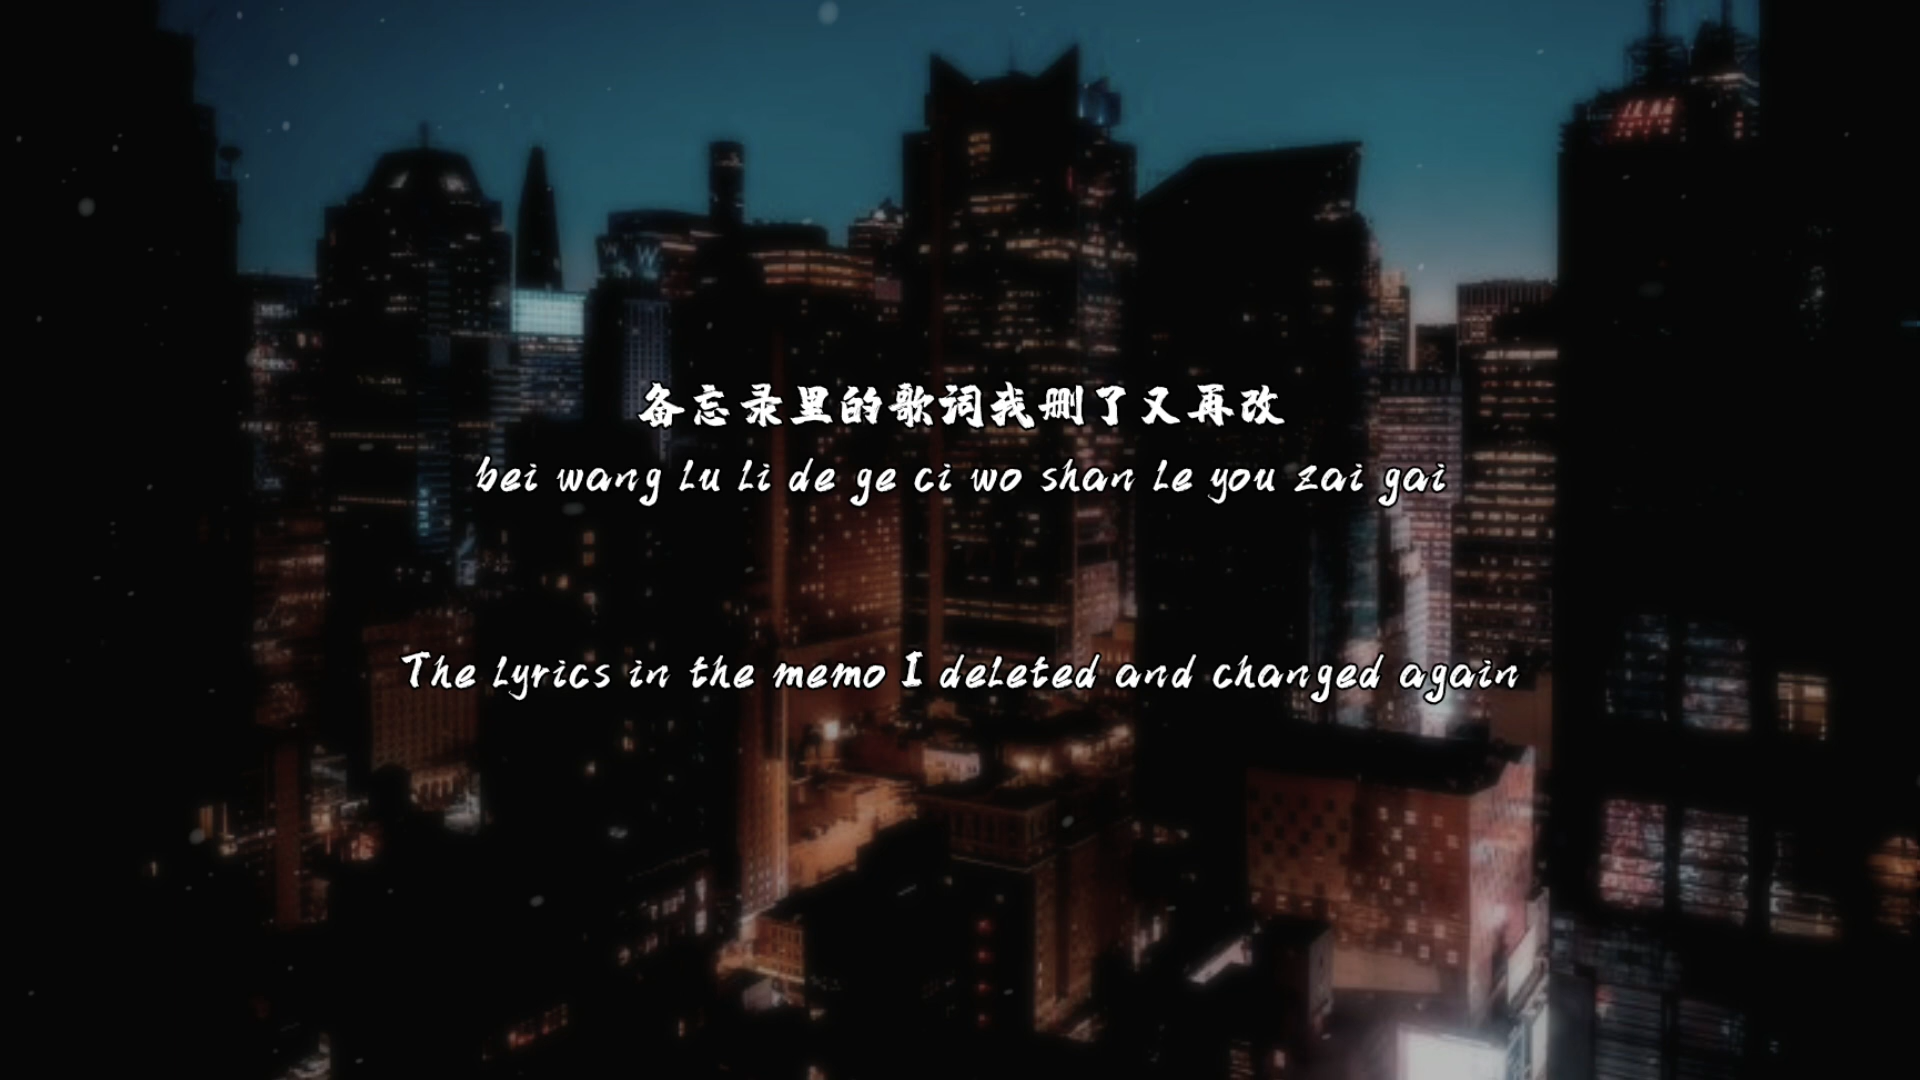 备忘录里的歌词我删了又再改
bei wang lu li de ge ci wo shan le you zai gai
The lyrics in the memo I deleted and changed again